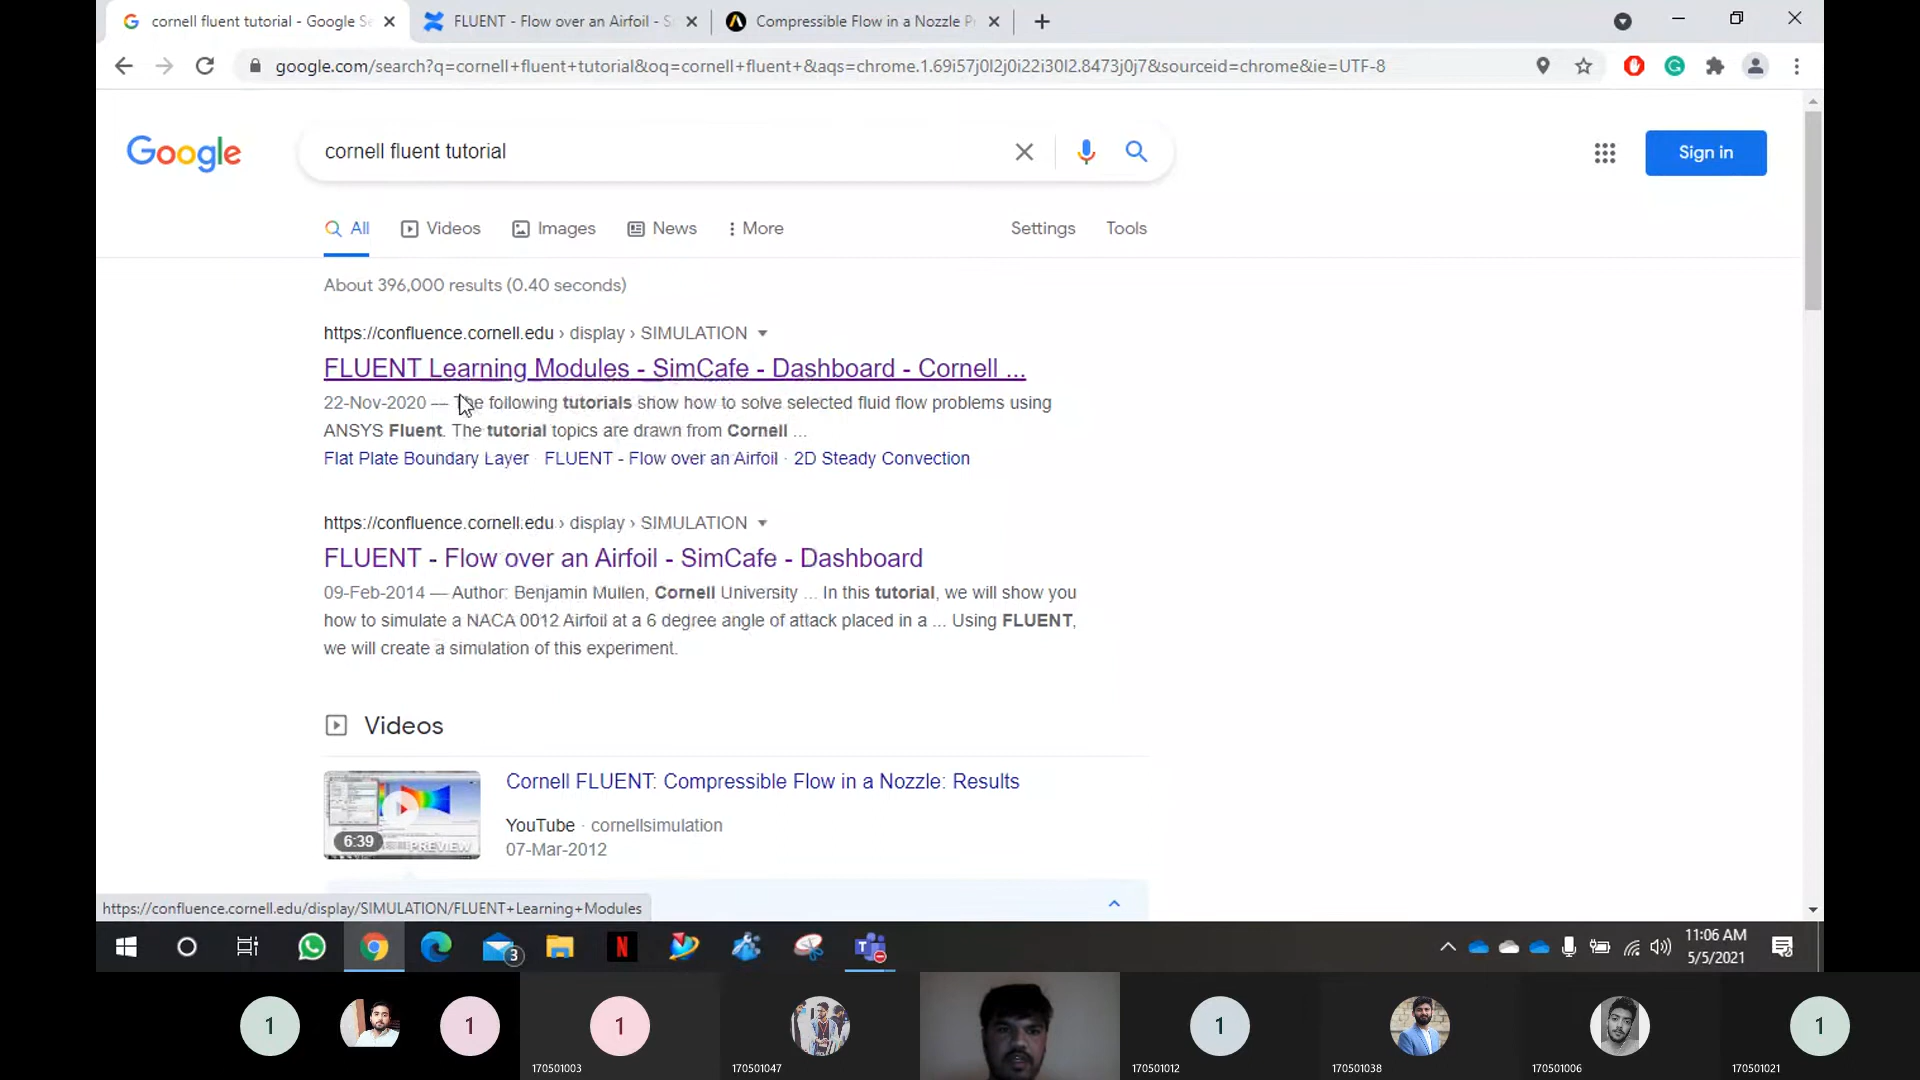 cornell fluent tutorial - Google Se
FLUENT - Flow over an Airfoil - S
Compressible Flow in a Nozzle P
google.com/search?q=cornell+fluent+tutorial&oq=cornell+fluent+&aqs=chrome.1.69i57j0l2j0i22i30l2.8473j0j7&sourceid=chrome&ie=UTF-8
Google
cornell fluent tutorial
Sign in
All
Videos
Images
News
More
Settings
Tools
About 396,000 results (0.40 seconds)
https://confluence.cornell.edu › display › SIMULATION
FLUENT Learning Modules - SimCafe - Dashboard - Cornell ...
22-Nov-2020 — The following tutorials show how to solve selected fluid flow problems using
ANSYS Fluent. The tutorial topics are drawn from Cornell ...
Flat Plate Boundary Layer · FLUENT - Flow over an Airfoil · 2D Steady Convection
https://confluence.cornell.edu › display › SIMULATION
FLUENT - Flow over an Airfoil - SimCafe - Dashboard
09-Feb-2014 — Author: Benjamin Mullen, Cornell University ... In this tutorial, we will show you
how to simulate a NACA 0012 Airfoil at a 6 degree angle of attack placed in a ... Using FLUENT,
we will create a simulation of this experiment.
Videos
6:39
PREVIEW
Cornell FLUENT: Compressible Flow in a Nozzle: Results
YouTube · cornellsimulation
07-Mar-2012
https://confluence.cornell.edu/display/SIMULATION/FLUENT+Learning+Modules
3
11:06 AM
5/5/2021
1
1
1
1
1
170501003
170501047
170501012
170501038
170501006
170501021